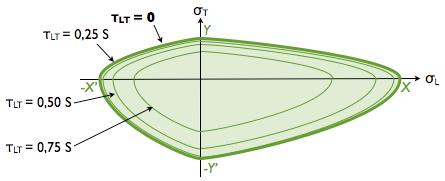 τLT = 0
σT
τLT = 0,25 S
Y
σL
-X'
X
τLT = 0,50 S
τLT = 0,75 S
-Y'